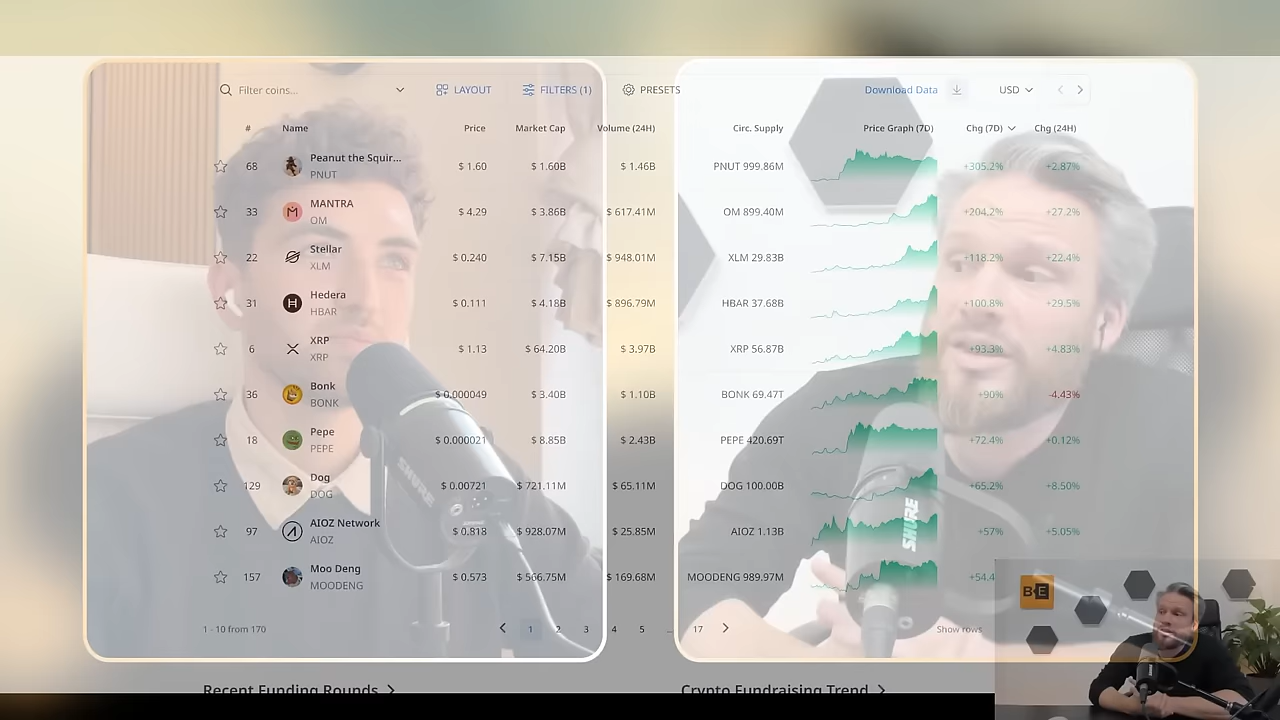 Filter coins... LAYOUT FILTERS (1) PRESETS Download Data USD
# Name Price Market Cap Volume (24H) Circ. Supply Price Graph (7D) Chg (7D) Chg (24H)
68 Peanut the Squir... PNUT $ 1.60 $ 1.60B $ 1.46B PNUT 999.86M +305.2% +2.87%
33 MANTRA OM $ 4.29 $ 3.86B $ 617.41M OM 899.40M +204.2% +27.2%
22 Stellar XLM $ 0.240 $ 7.15B $ 948.01M XLM 29.83B +118.2% +22.4%
31 Hedera HBAR $ 0.111 $ 4.18B $ 896.79M HBAR 37.68B +100.8% +29.5%
6 XRP XRP $ 1.13 $ 64.20B $ 3.97B XRP 56.87B +93.3% +4.83%
36 Bonk BONK $ 0.000049 $ 3.40B $ 1.10B BONK 69.47T +90% -4.43%
18 Pepe PEPE $ 0.000021 $ 8.85B $ 2.43B PEPE 420.69T +72.4% +0.12%
129 Dog DOG $ 0.00721 $ 721.11M $ 65.11M DOG 100.00B +65.2% +8.50%
97 AIOZ Network AIOZ $ 0.818 $ 928.07M $ 25.85M AIOZ 1.13B +57% +5.05%
157 Moo Deng MOODENG $ 0.573 $ 566.75M $ 169.68M MOODENG 989.97M +54.4
SHURE
SHURE
BE
1 - 10 from 170 1 2 3 4 5 ... 17 Show rows
Recent Funding Rounds Crypto Fundraising Trend